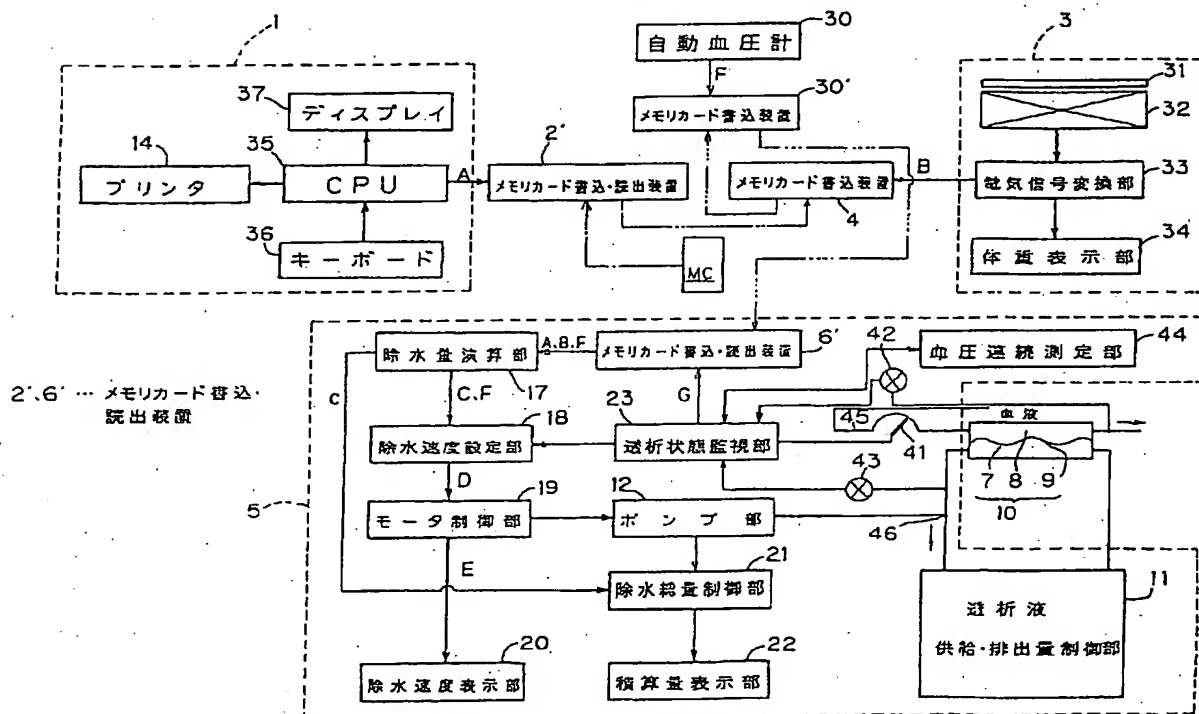 1
30
自動血圧計
F
30'
メモリカード書込装置
3
31
32
33
電気信号変換部
34
体質表示部
37
ディスプレイ
14
プリンタ
35
CPU
36
キーボード
A
2'
メモリカード書込・読出装置
メモリカード書込装置
4
B
MC
2'、6' … メモリカード書込・
読出装置
5
除水量演算部
17
A.B.F
メモリカード書込・読出装置
6'
42
血圧連続測定部
44
C
C.F
18
除水速度設定部
23
透析状態監視部
G
45
41
血液
7
8
9
10
43
D
19
モータ制御部
12
ポンプ部
46
E
21
除水総量制御部
20
除水速度表示部
22
積算量表示部
透析液
供給・排出量制御部
11